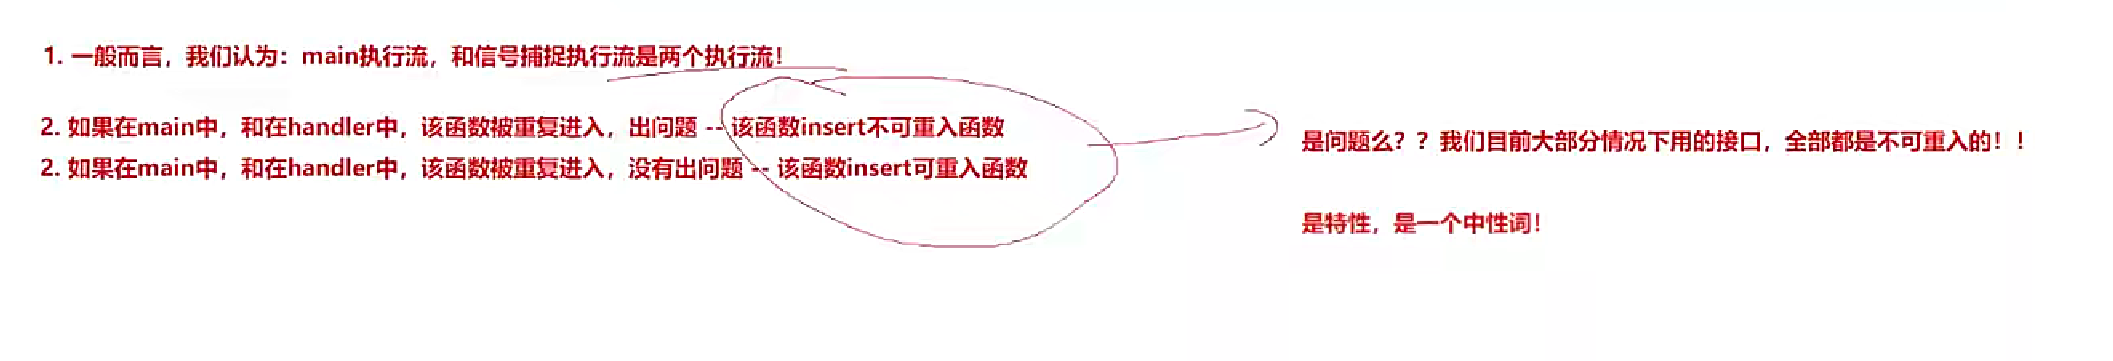 1. 一般而言，我们认为：main执行流，和信号捕捉执行流是两个执行流！
2. 如果在main中，和在handler中，该函数被重复进入，出问题 -- 该函数insert不可重入函数
2. 如果在main中，和在handler中，该函数被重复进入，没有出问题 -- 该函数insert可重入函数
是问题么？？我们目前大部分情况下用的接口，全部都是不可重入的！！
是特性，是一个中性词！